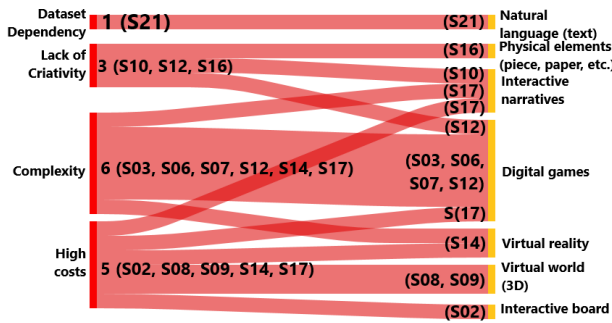 Dataset
Dependency
1 (S21)
(S21)
Natural
language (text)
Lack of
Criativity
3 (S10, S12, S16)
(S16)
Physical elements
(piece, paper, etc.)
(S10)
Interactive
narratives
(S17)
(S17)
(S12)
Complexity
6 (S03, S06, S07, S12, S14, S17)
(S03, S06,
S07, S12)
Digital games
S(17)
High
costs
5 (S02, S08, S09, S14, S17)
(S14)
Virtual reality
(S08, S09)
Virtual world
(3D)
(S02)
Interactive board